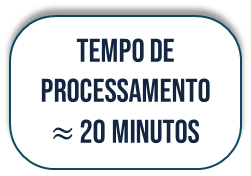 TEMPO DE
PROCESSAMENTO
≈ 20 MINUTOS